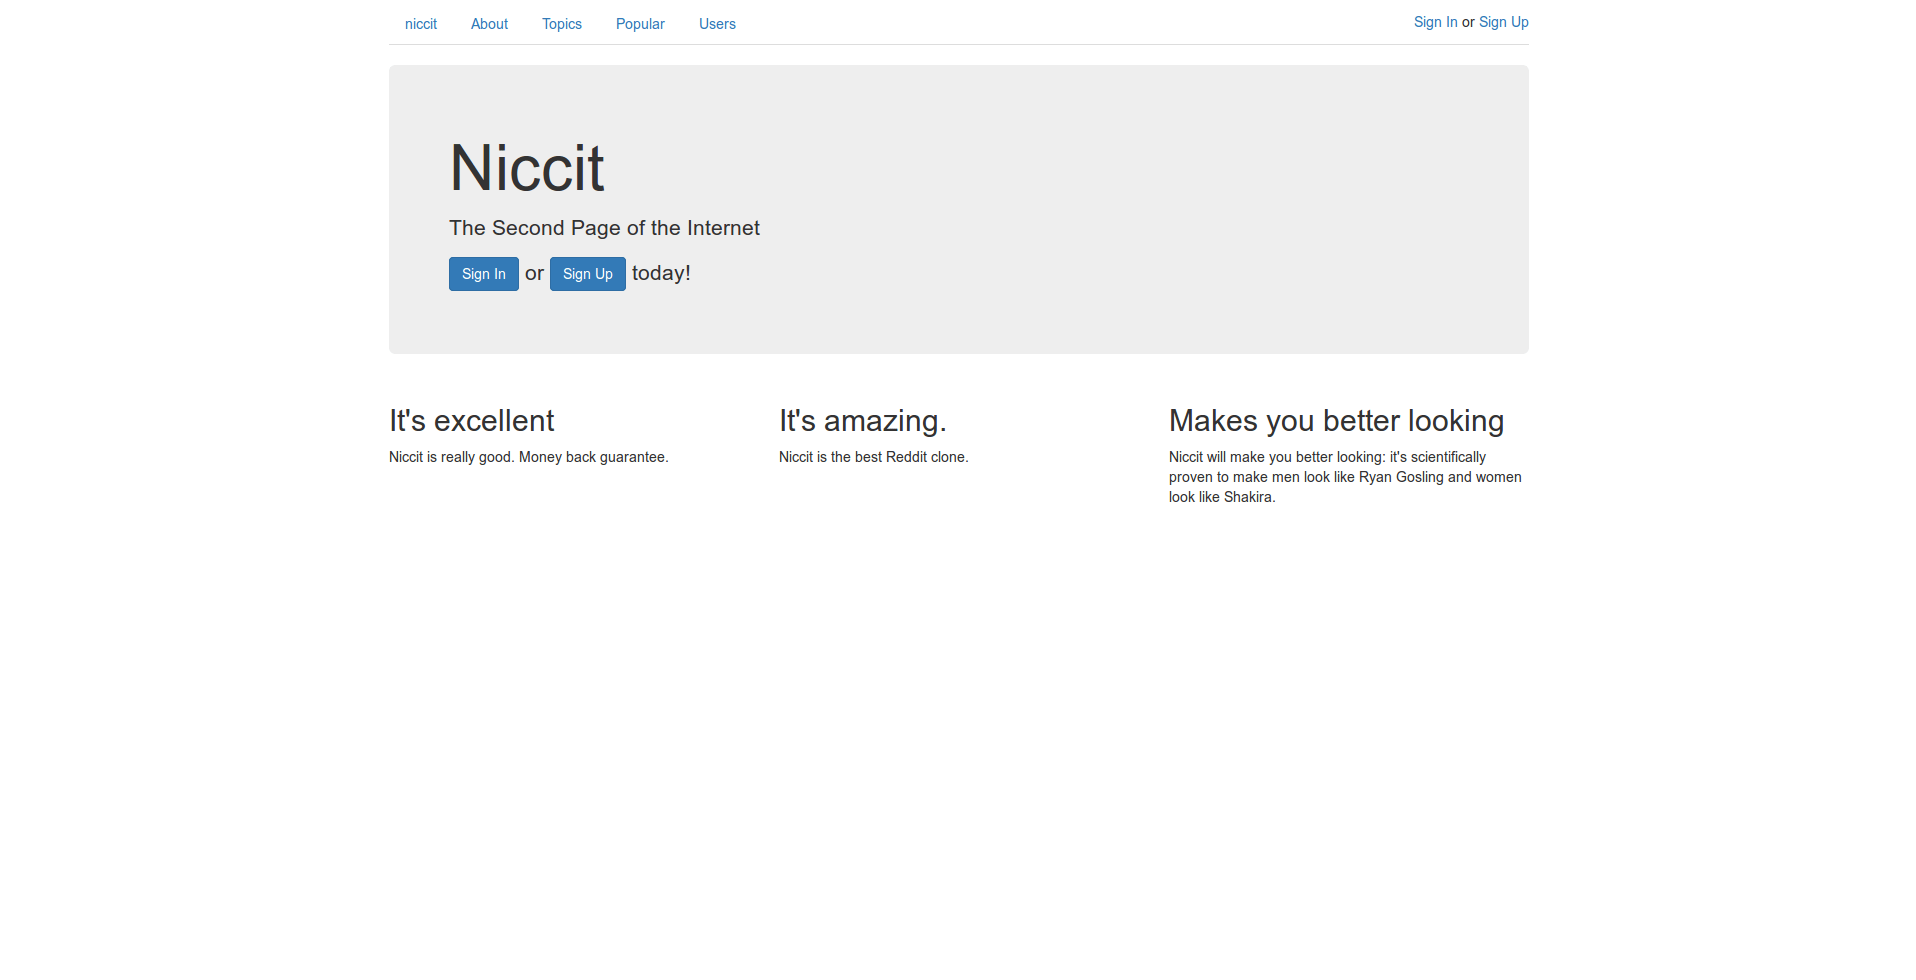 niccit About Topics Popular Users Sign In or Sign Up
Niccit
The Second Page of the Internet
Sign In or Sign Up today!
It's excellent
Niccit is really good. Money back guarantee.
It's amazing.
Niccit is the best Reddit clone.
Makes you better looking
Niccit will make you better looking: it's scientifically
proven to make men look like Ryan Gosling and women
look like Shakira.